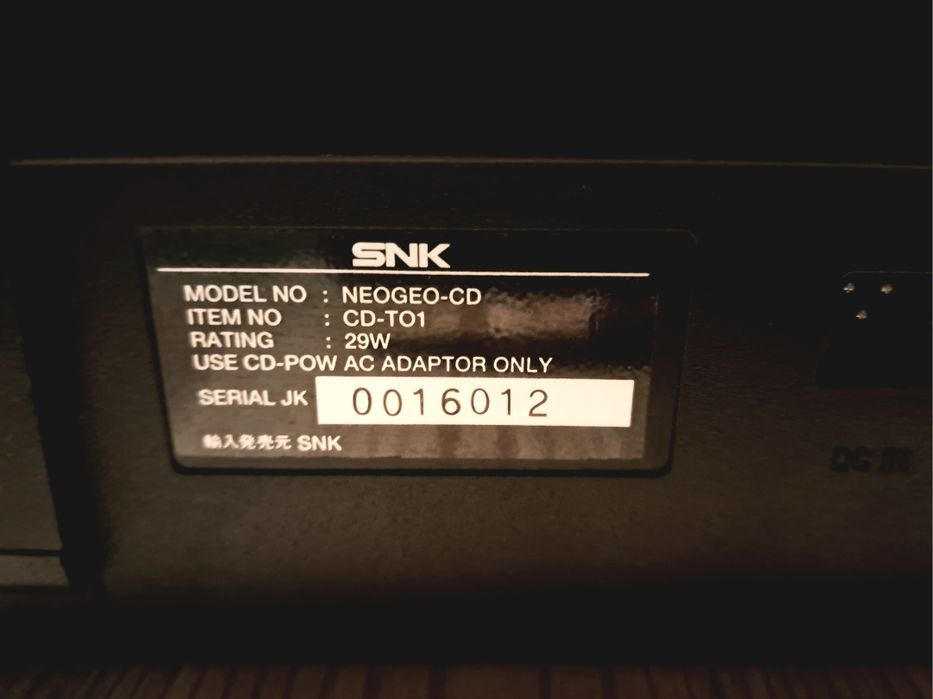 SNK
MODEL NO : NEOGEO-CD
ITEM NO : CD-TO1
RATING : 29W
USE CD-POW AC ADAPTOR ONLY
SERIAL JK 0016012
輸入発売元 SNK
DC IN